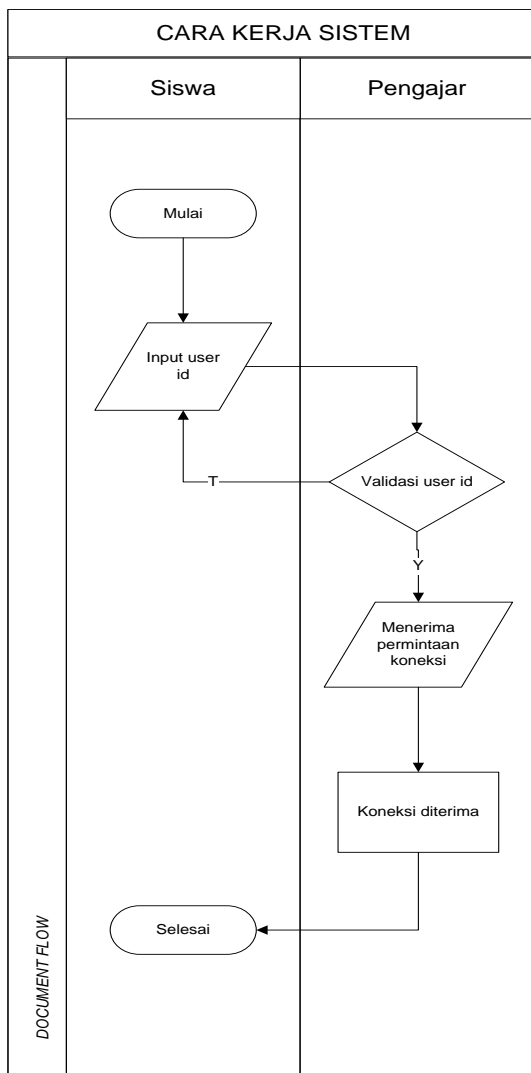 CARA KERJA SISTEM
Siswa
Pengajar
Mulai
Input user
id
Validasi user id
T
Y
Menerima
permintaan
koneksi
Koneksi diterima
Selesai
DOCUMENT FLOW